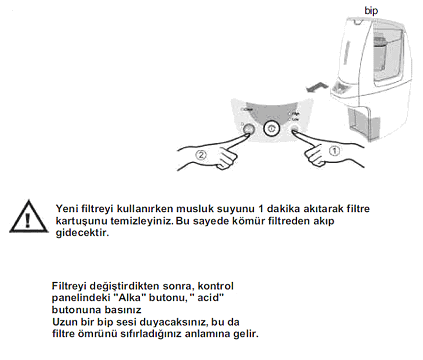 bip
①
②
Yeni filtreyi kullanırken musluk suyunu 1 dakika akıtarak filtre
kartuşunu temizleyiniz. Bu sayede kömür filtreden akıp
gidecektir.
Filtreyi değiştirdikten sonra, kontrol
panelindeki "Alka" butonu, " acid"
butonuna basınız
Uzun bir bip sesi duyacaksınız, bu da
filtre ömrünü sıfırladığınız anlamına gelir.